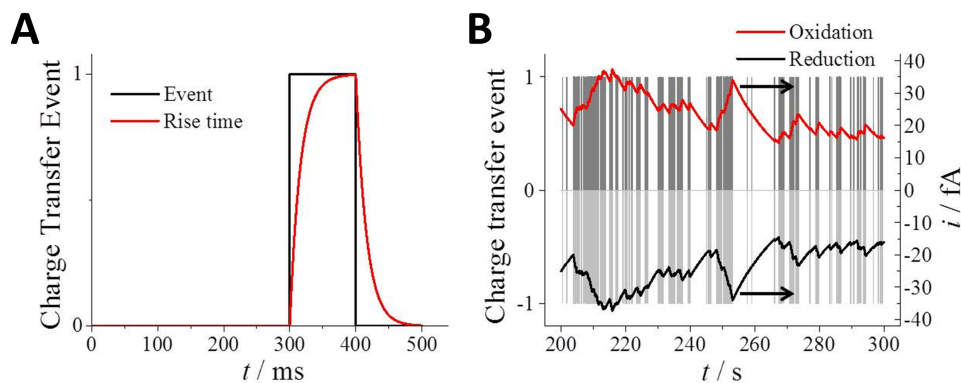 A
Charge Transfer Event
1
0
Event
Rise time
0 100 200 300 400 500
t / ms
B
Oxidation
Reduction
Charge transfer event
1
0
-1
40
30
20
10
0
-10
-20
-30
-40
i / fA
200 220 240 260 280 300
t / s